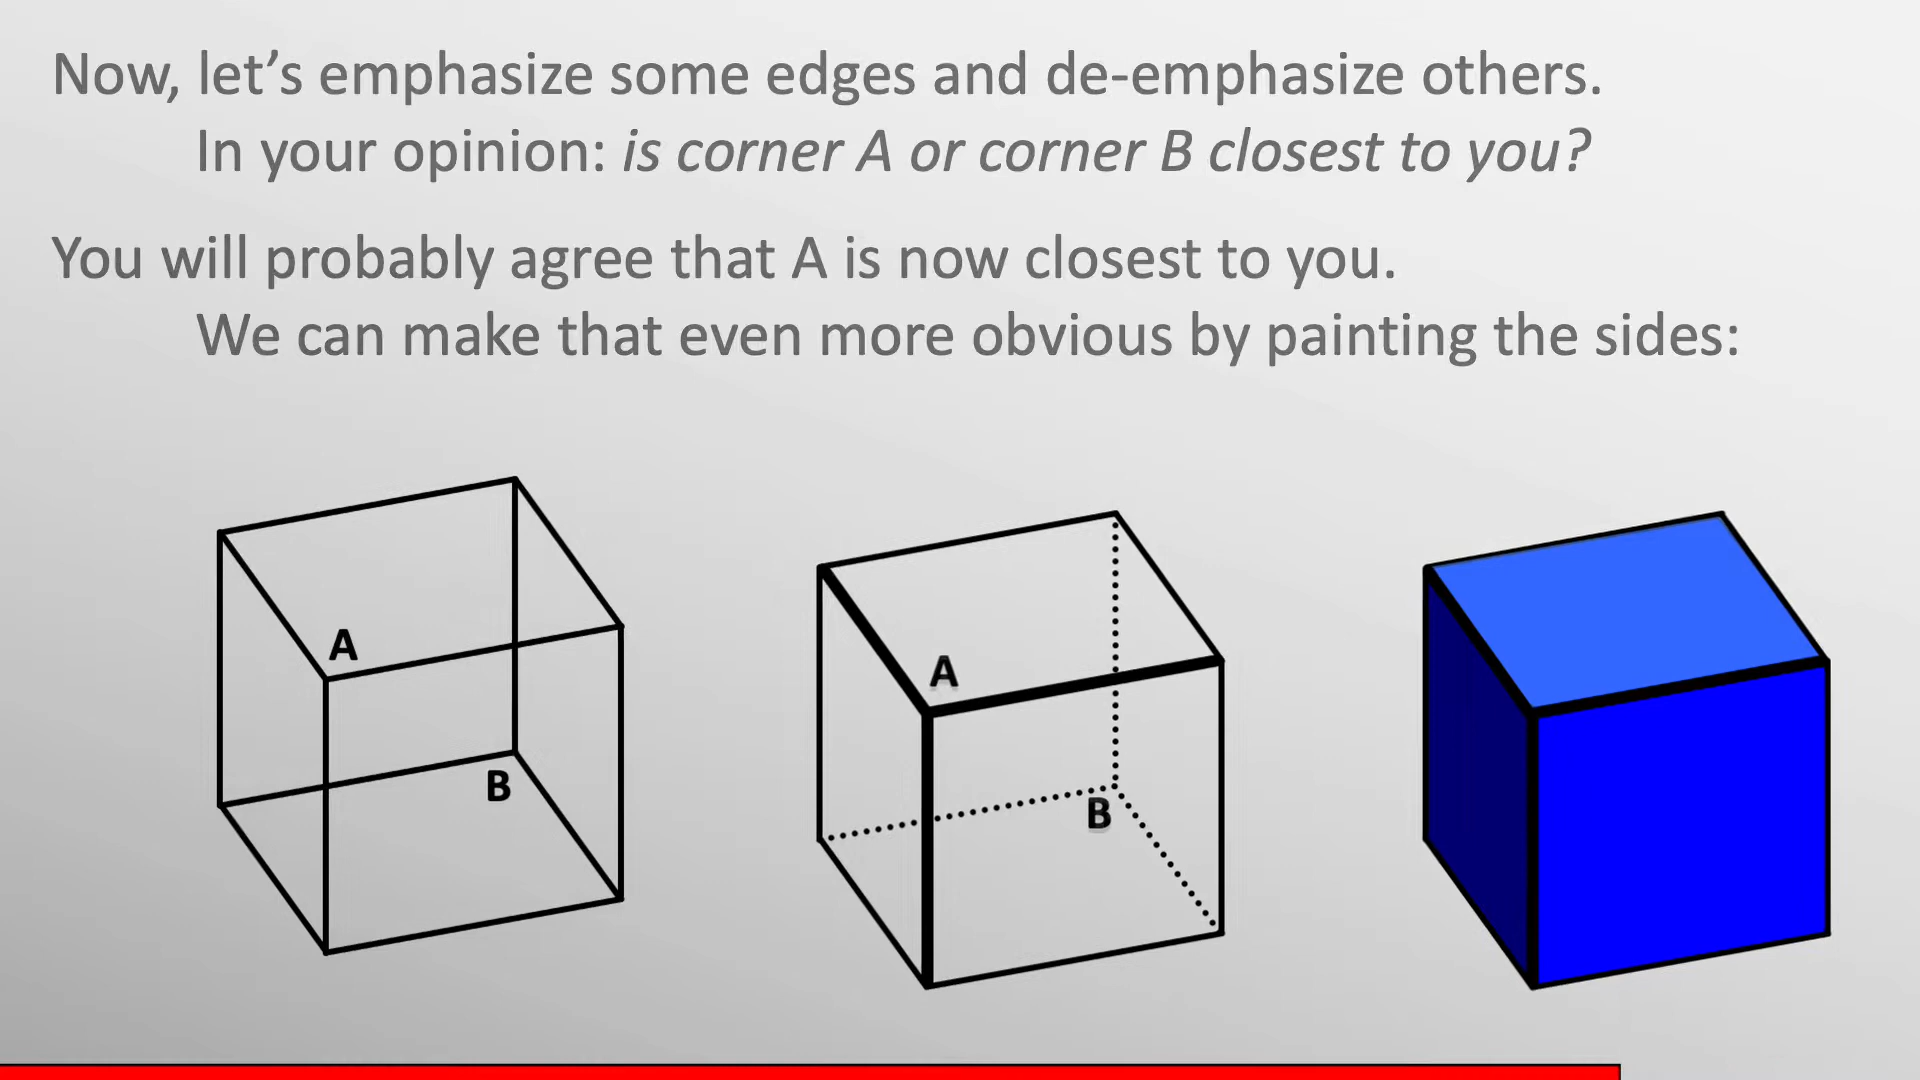 Now, let’s emphasize some edges and de-emphasize others.
In your opinion: is corner A or corner B closest to you?
You will probably agree that A is now closest to you.
We can make that even more obvious by painting the sides:
A
B
A
B